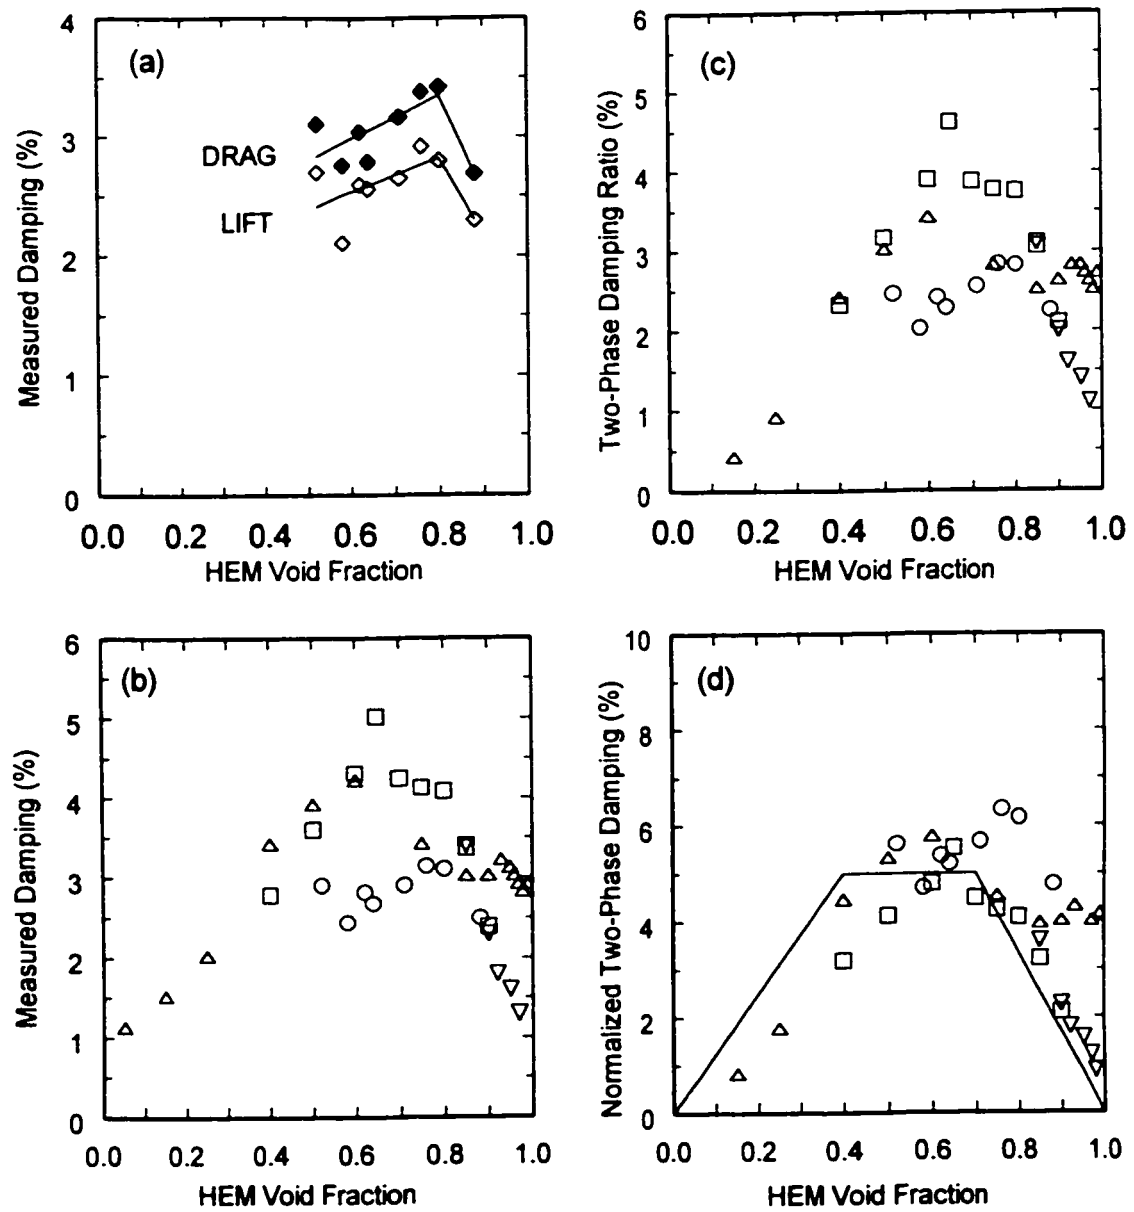 4
3
2
1
0
Measured Damping (%)
(a)
DRAG
LIFT
0.0 0.2 0.4 0.6 0.8 1.0
HEM Void Fraction
6
5
4
3
2
1
0
Two-Phase Damping Ratio (%)
(c)
0.0 0.2 0.4 0.6 0.8 1.0
HEM Void Fraction
6
5
4
3
2
1
0
Measured Damping (%)
(b)
0.0 0.2 0.4 0.6 0.8 1.0
HEM Void Fraction
10
8
6
4
2
0
Normalized Two-Phase Damping (%)
(d)
0.0 0.2 0.4 0.6 0.8 1.0
HEM Void Fraction